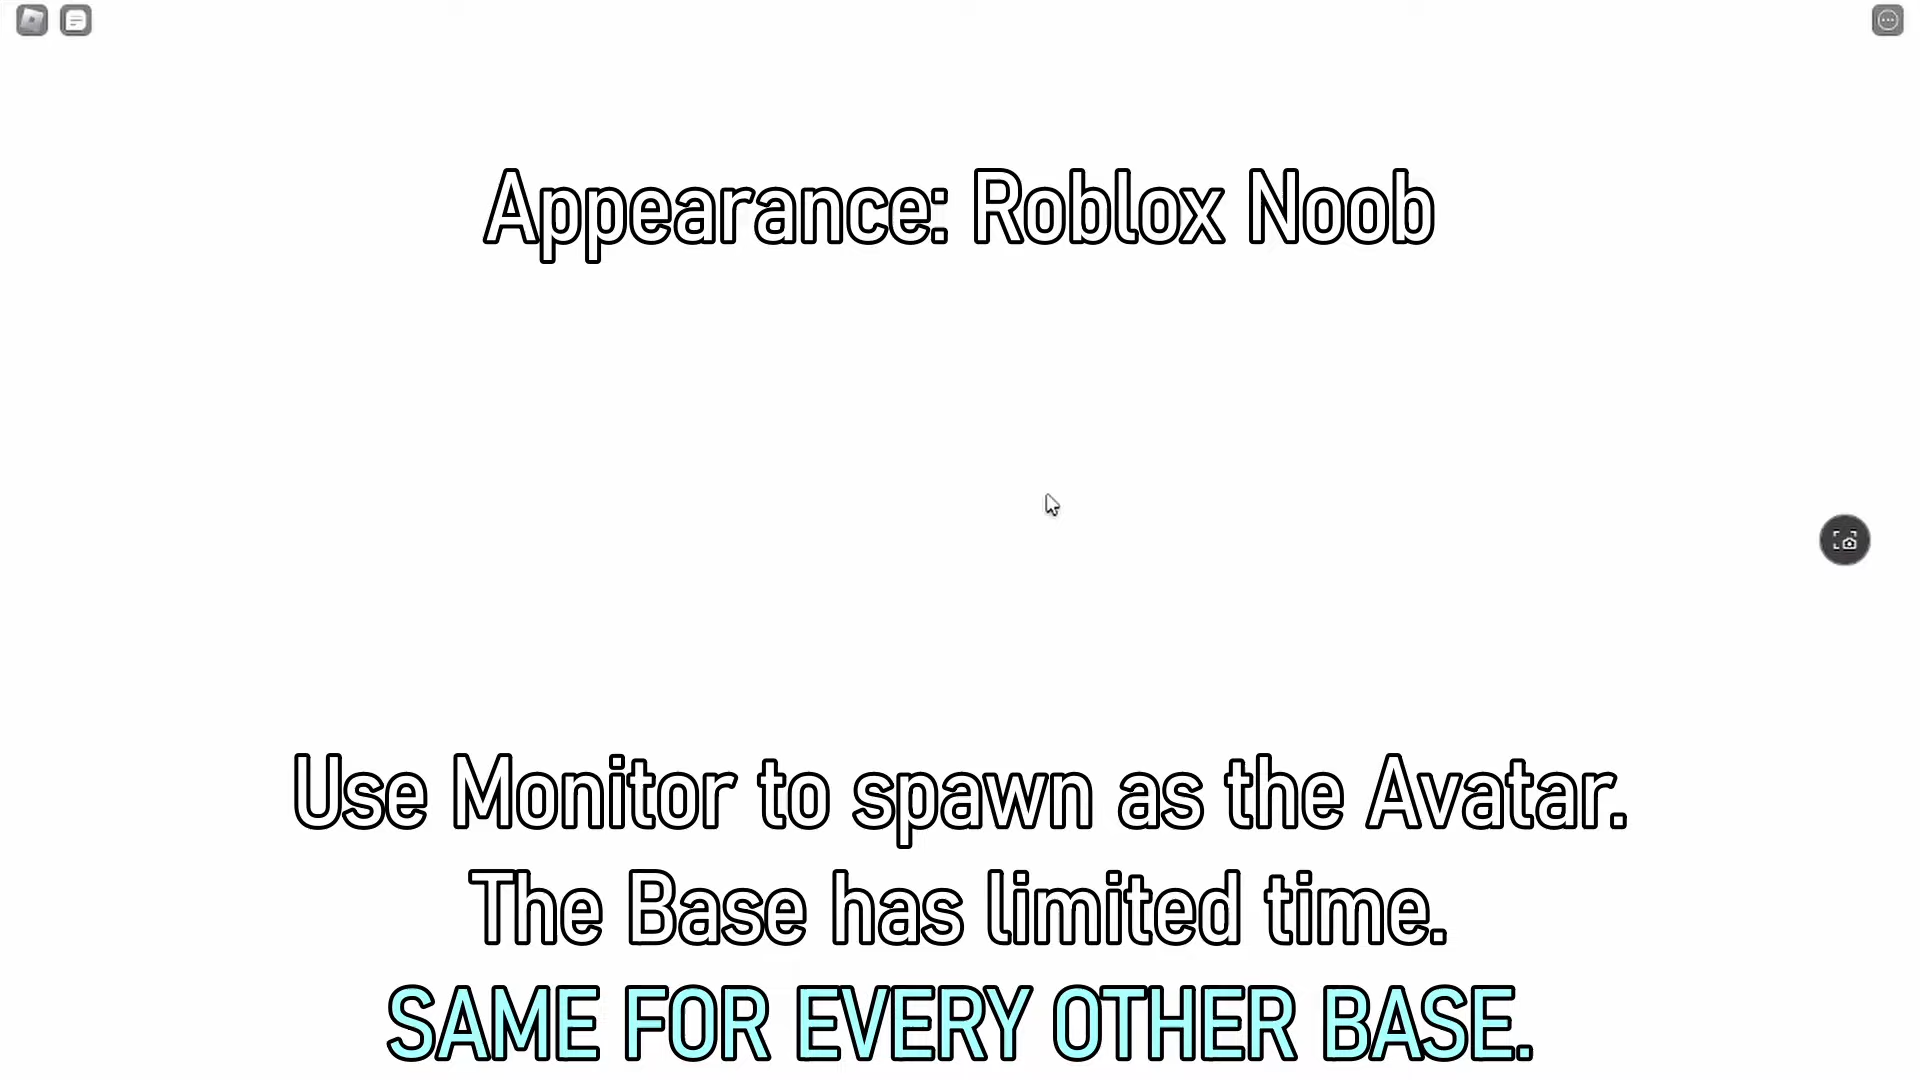 Appearance: Roblox Noob
Use Monitor to spawn as the Avatar.
The Base has limited time.
SAME FOR EVERY OTHER BASE.